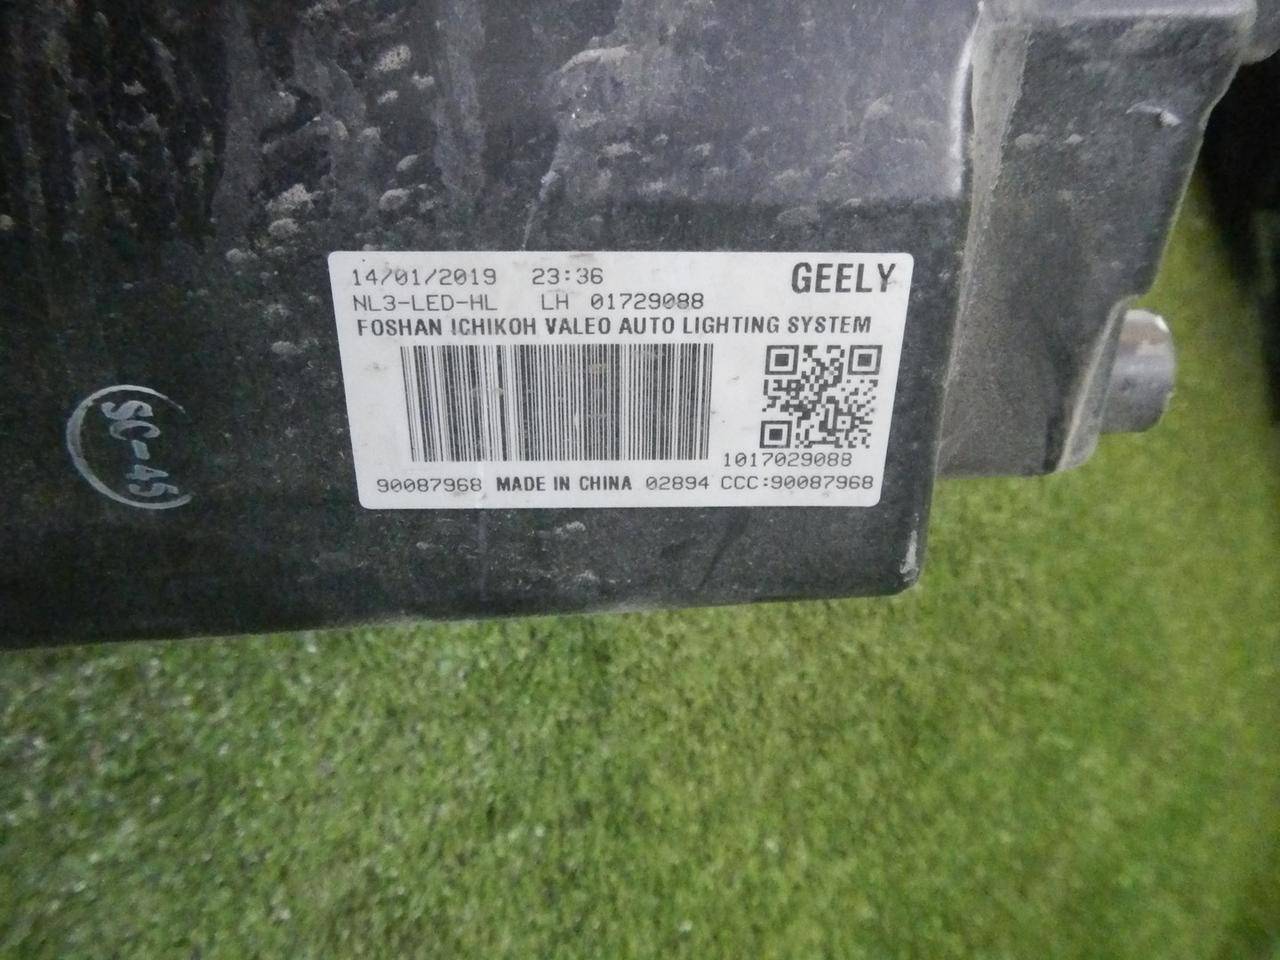 14/01/2019 23:36 GEELY
NL3-LED-HL LH 01729088
FOSHAN ICHIKOH VALEO AUTO LIGHTING SYSTEM
1017029088
90087968 MADE IN CHINA 02894 CCC:90087968
SC-45